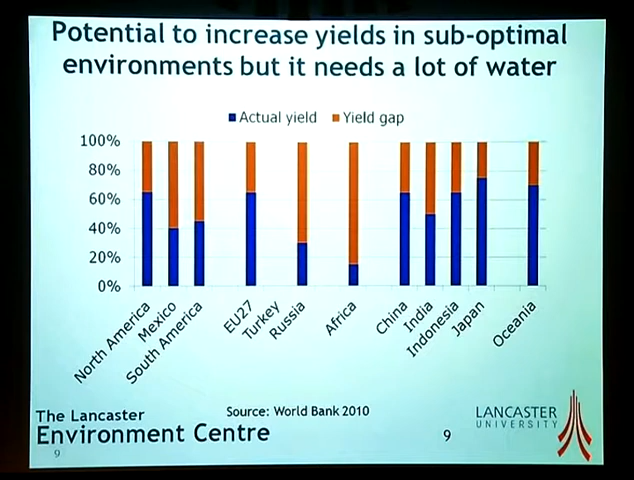 Potential to increase yields in sub-optimal
environments but it needs a lot of water
Actual yield Yield gap
100%
80%
60%
40%
20%
0%
North America
Mexico
South America
EU27
Turkey
Russia
Africa
China
India
Indonesia
Japan
Oceania
Source: World Bank 2010
The Lancaster
Environment Centre
9
9
LANCASTER
UNIVERSITY